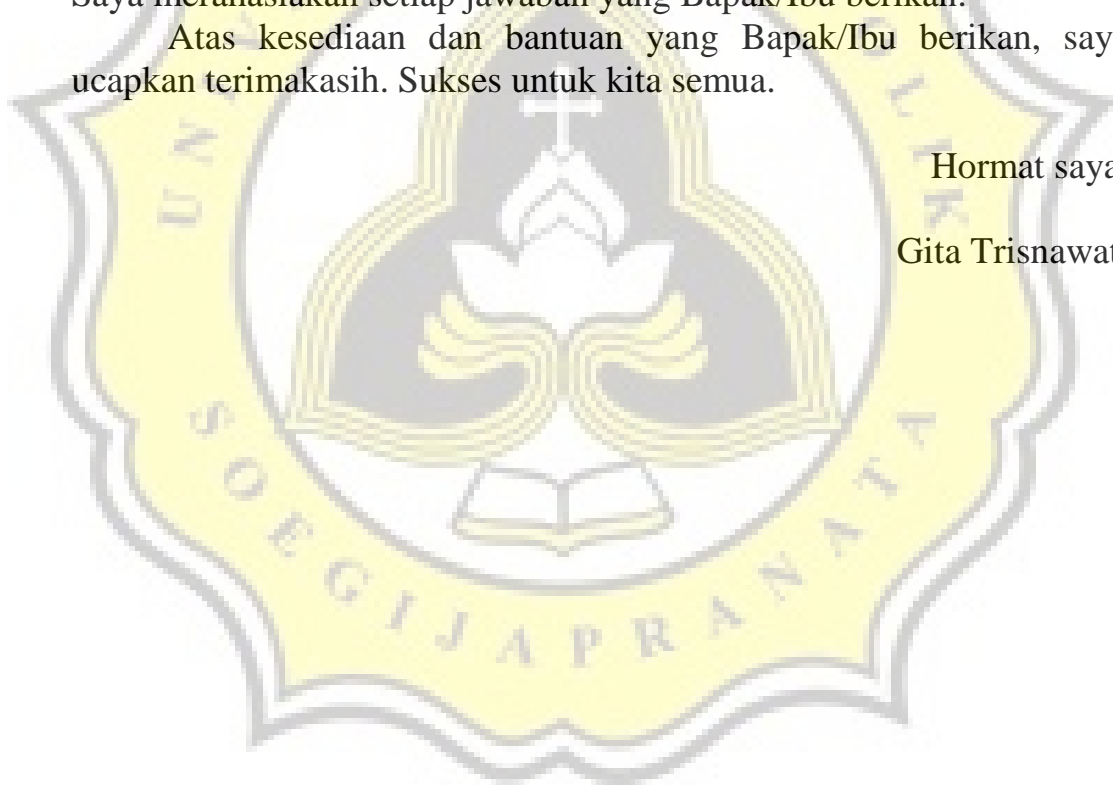 Saya merahasiakan setiap jawaban yang Bapak/Ibu berikan.
Atas kesediaan dan bantuan yang Bapak/Ibu berikan, say
ucapkan terimakasih. Sukses untuk kita semua.
Hormat saya
Gita Trisnawat
SOEGIJAPRANATA